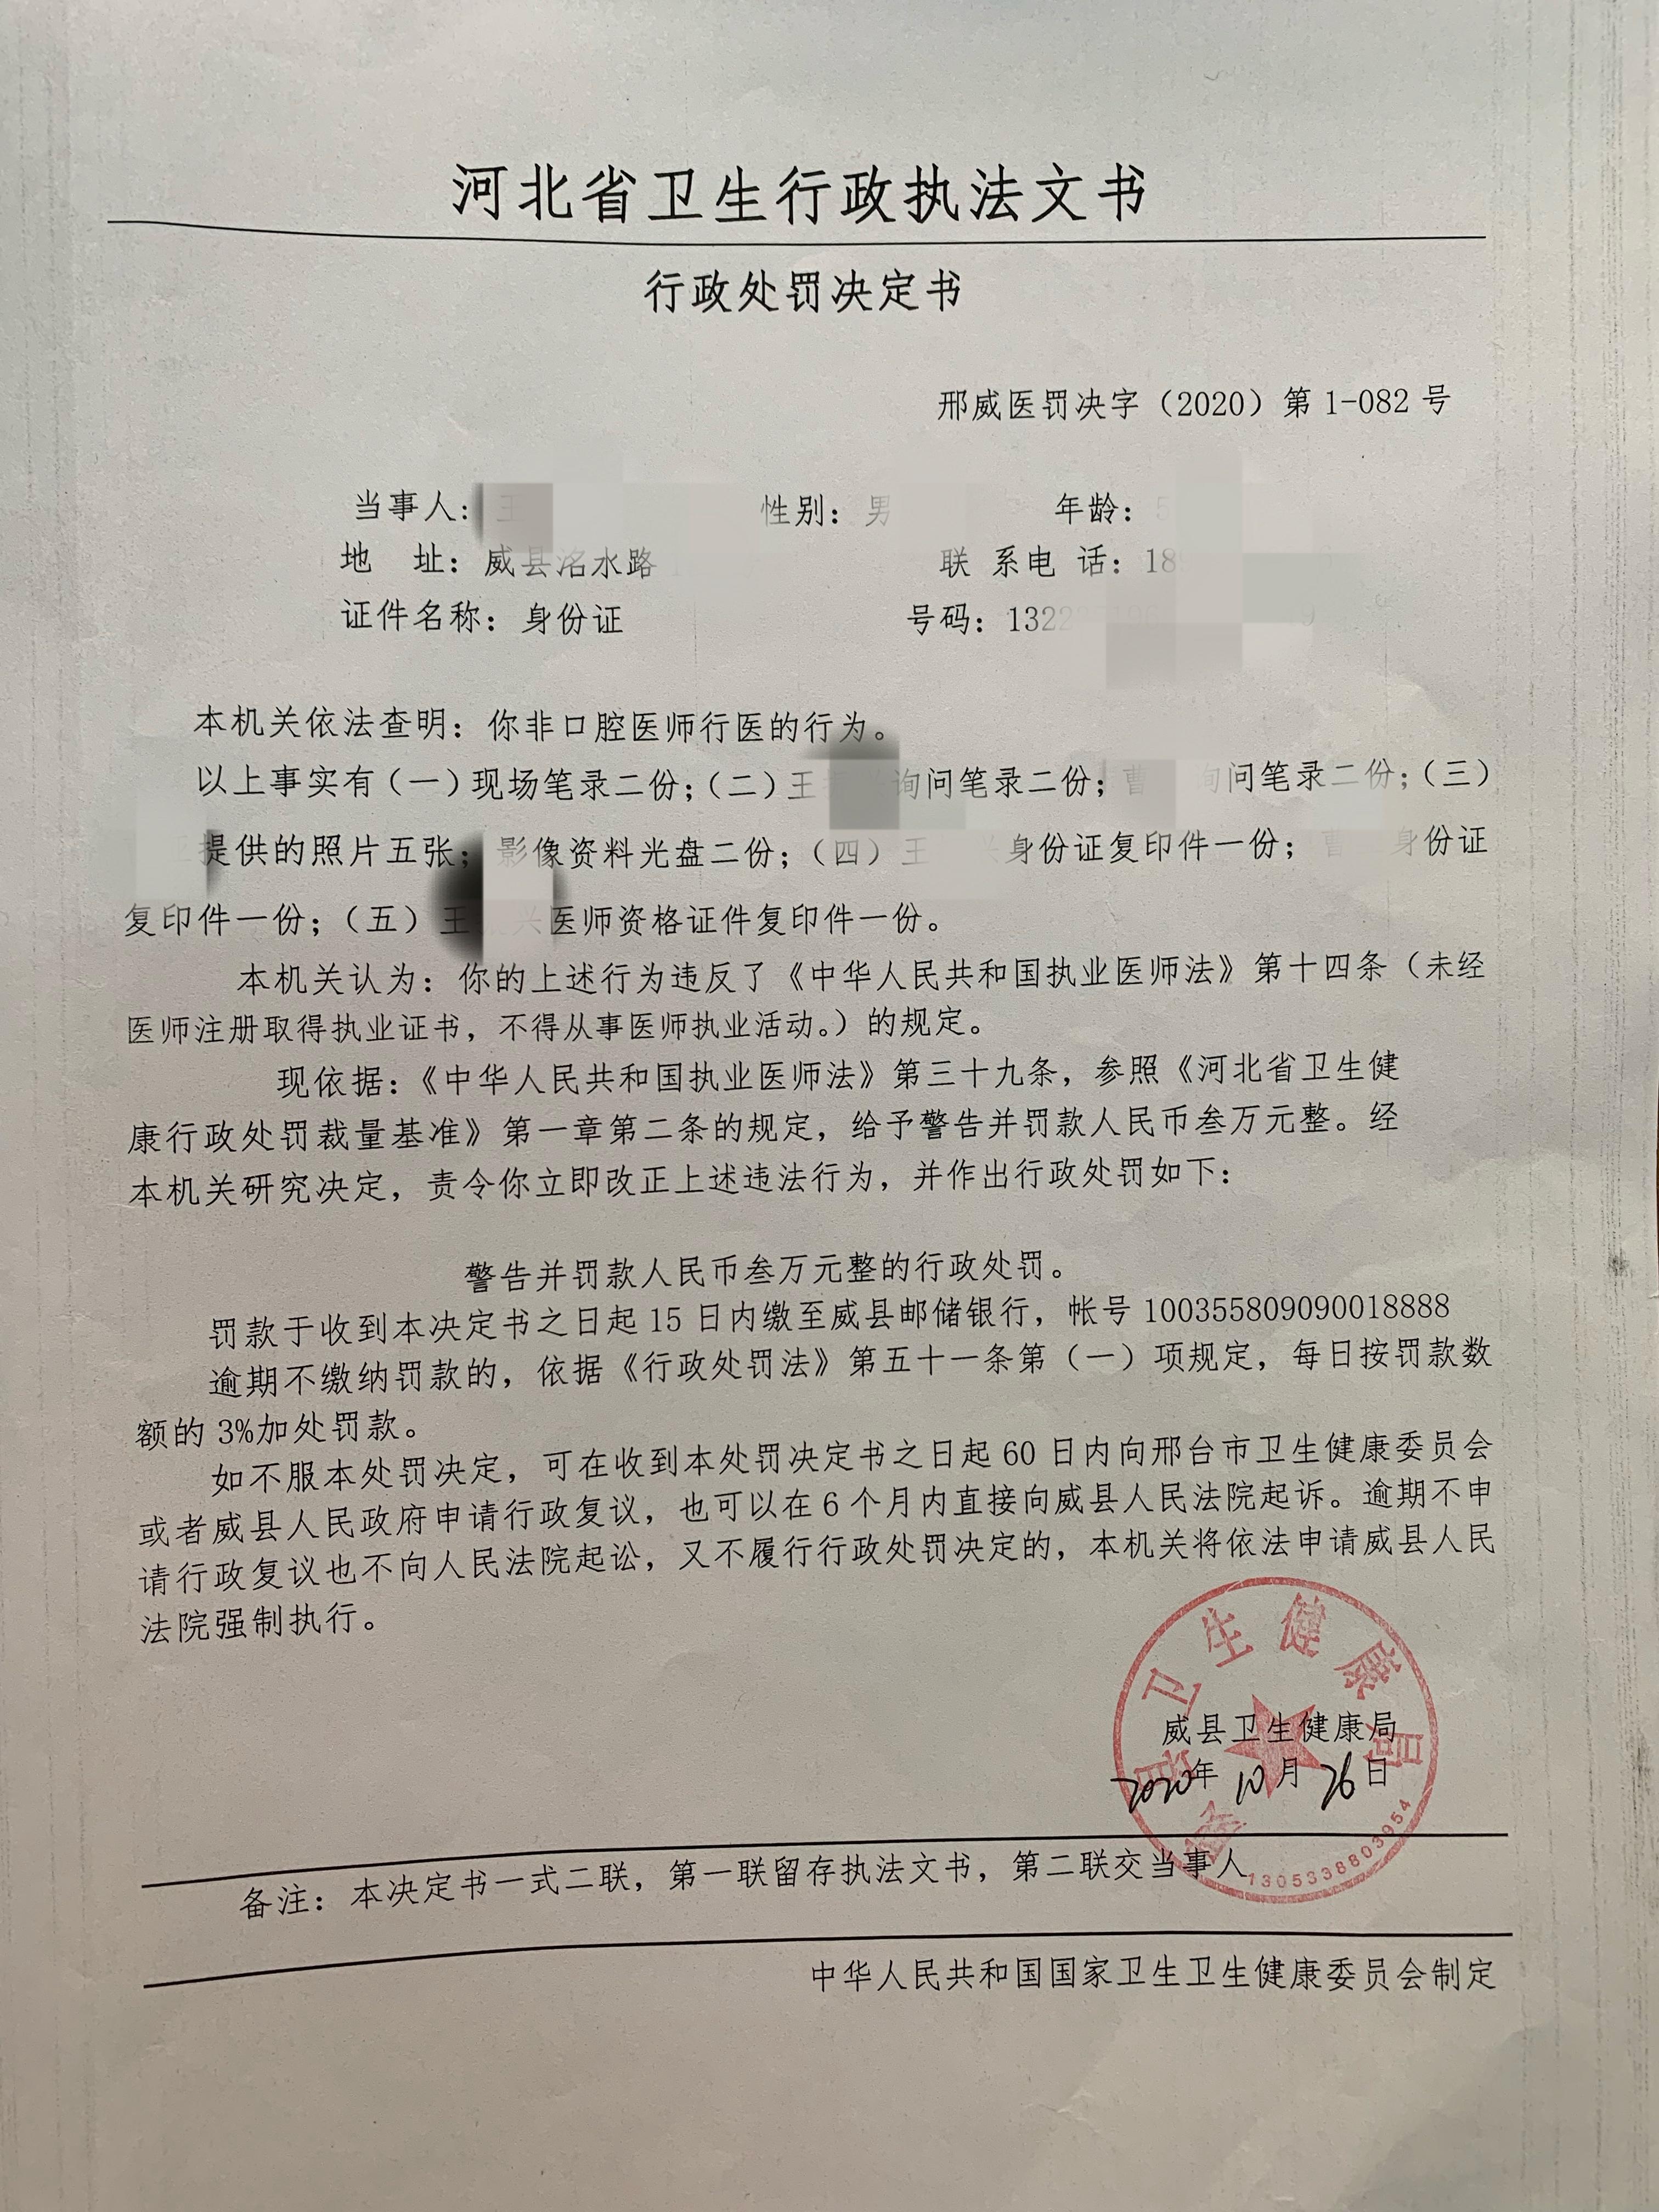 河北省卫生行政执法文书
行政处罚决定书
邢威医罚决字（2020）第 1-082 号
当事人：王 性别：男 年龄：5
地 址：威县洺水路 联 系电 话：18
证件名称：身份证 号码：1322
本机关依法查明：你非口腔医师行医的行为。
以上事实有（一）现场笔录二份；（二）王 询问笔录二份；曹 询问笔录二份；（三）
提供的照片五张；影像资料光盘二份；（四）王 身份证复印件一份；曹 身份证
复印件一份；（五）王 兴医师资格证件复印件一份。
本机关认为：你的上述行为违反了《中华人民共和国执业医师法》第十四条（未经
医师注册取得执业证书，不得从事医师执业活动。）的规定。
现依据：《中华人民共和国执业医师法》第三十九条，参照《河北省卫生健
康行政处罚裁量基准》第一章第二条的规定，给予警告并罚款人民币叁万元整。经
本机关研究决定，责令你立即改正上述违法行为，并作出行政处罚如下：
警告并罚款人民币叁万元整的行政处罚。
罚款于收到本决定书之日起 15 日内缴至威县邮储银行，帐号 100355809090018888
逾期不缴纳罚款的，依据《行政处罚法》第五十一条第（一）项规定，每日按罚款数
额的 3%加处罚款。
如不服本处罚决定，可在收到本处罚决定书之日起 60 日内向邢台市卫生健康委员会
或者威县人民政府申请行政复议，也可以在 6 个月内直接向威县人民法院起诉。逾期不申
请行政复议也不向人民法院起讼，又不履行行政处罚决定的，本机关将依法申请威县人民
法院强制执行。
威县卫生健康局
威县卫生健康局
2020年 10月 26日
1305338803954
备注：本决定书一式二联，第一联留存执法文书，第二联交当事人
中华人民共和国国家卫生卫生健康委员会制定